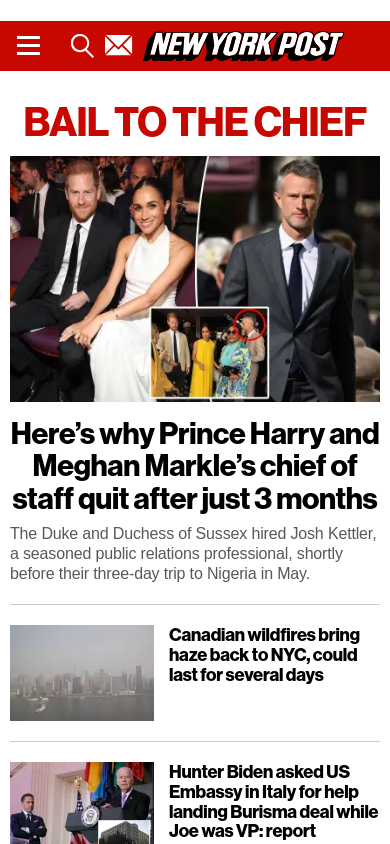 NEW YORK POST
BAIL TO THE CHIEF
Here’s why Prince Harry and
Meghan Markle’s chief of
staff quit after just 3 months
The Duke and Duchess of Sussex hired Josh Kettler,
a seasoned public relations professional, shortly
before their three-day trip to Nigeria in May.
Canadian wildfires bring
haze back to NYC, could
last for several days
Hunter Biden asked US
Embassy in Italy for help
landing Burisma deal while
Joe was VP: report